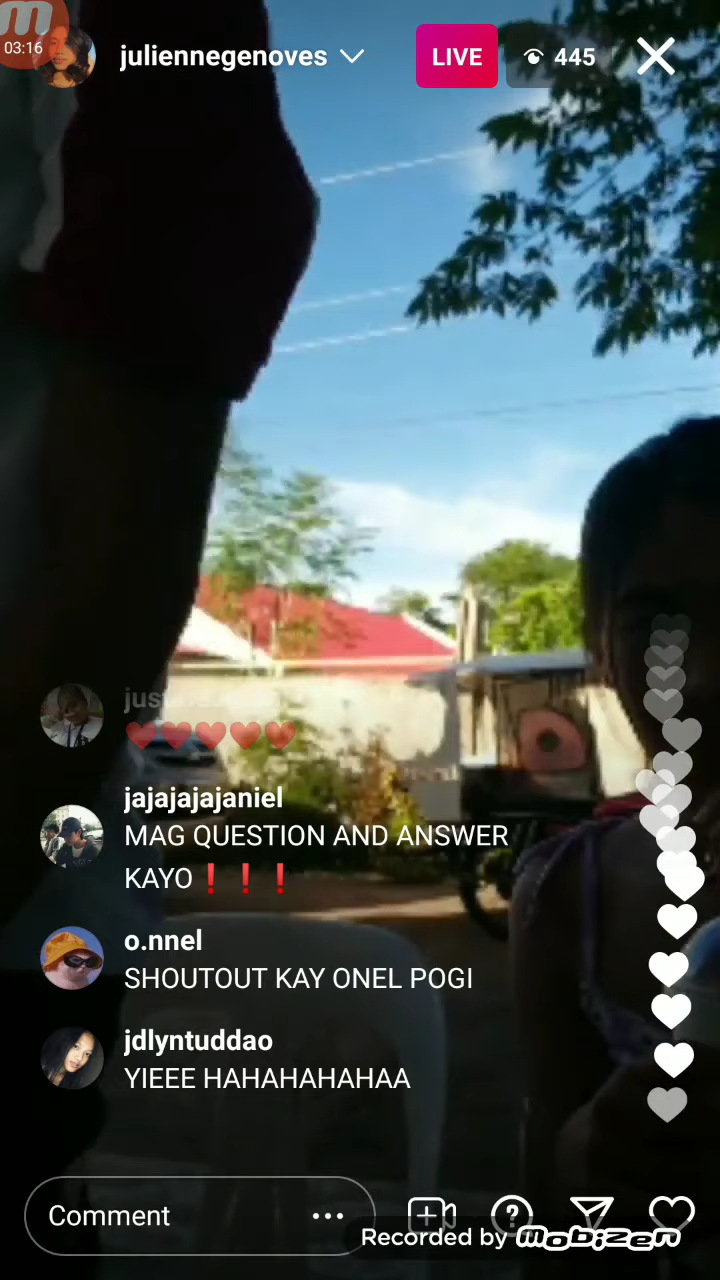 03:16
juliennegenoves
LIVE
445
jajajajajaniel
MAG QUESTION AND ANSWER
KAYO❗❗❗
o.nnel
SHOUTOUT KAY ONEL POGI
jdlyntuddao
YIEEE HAHAHAHAHAA
Comment
Recorded by mobizen